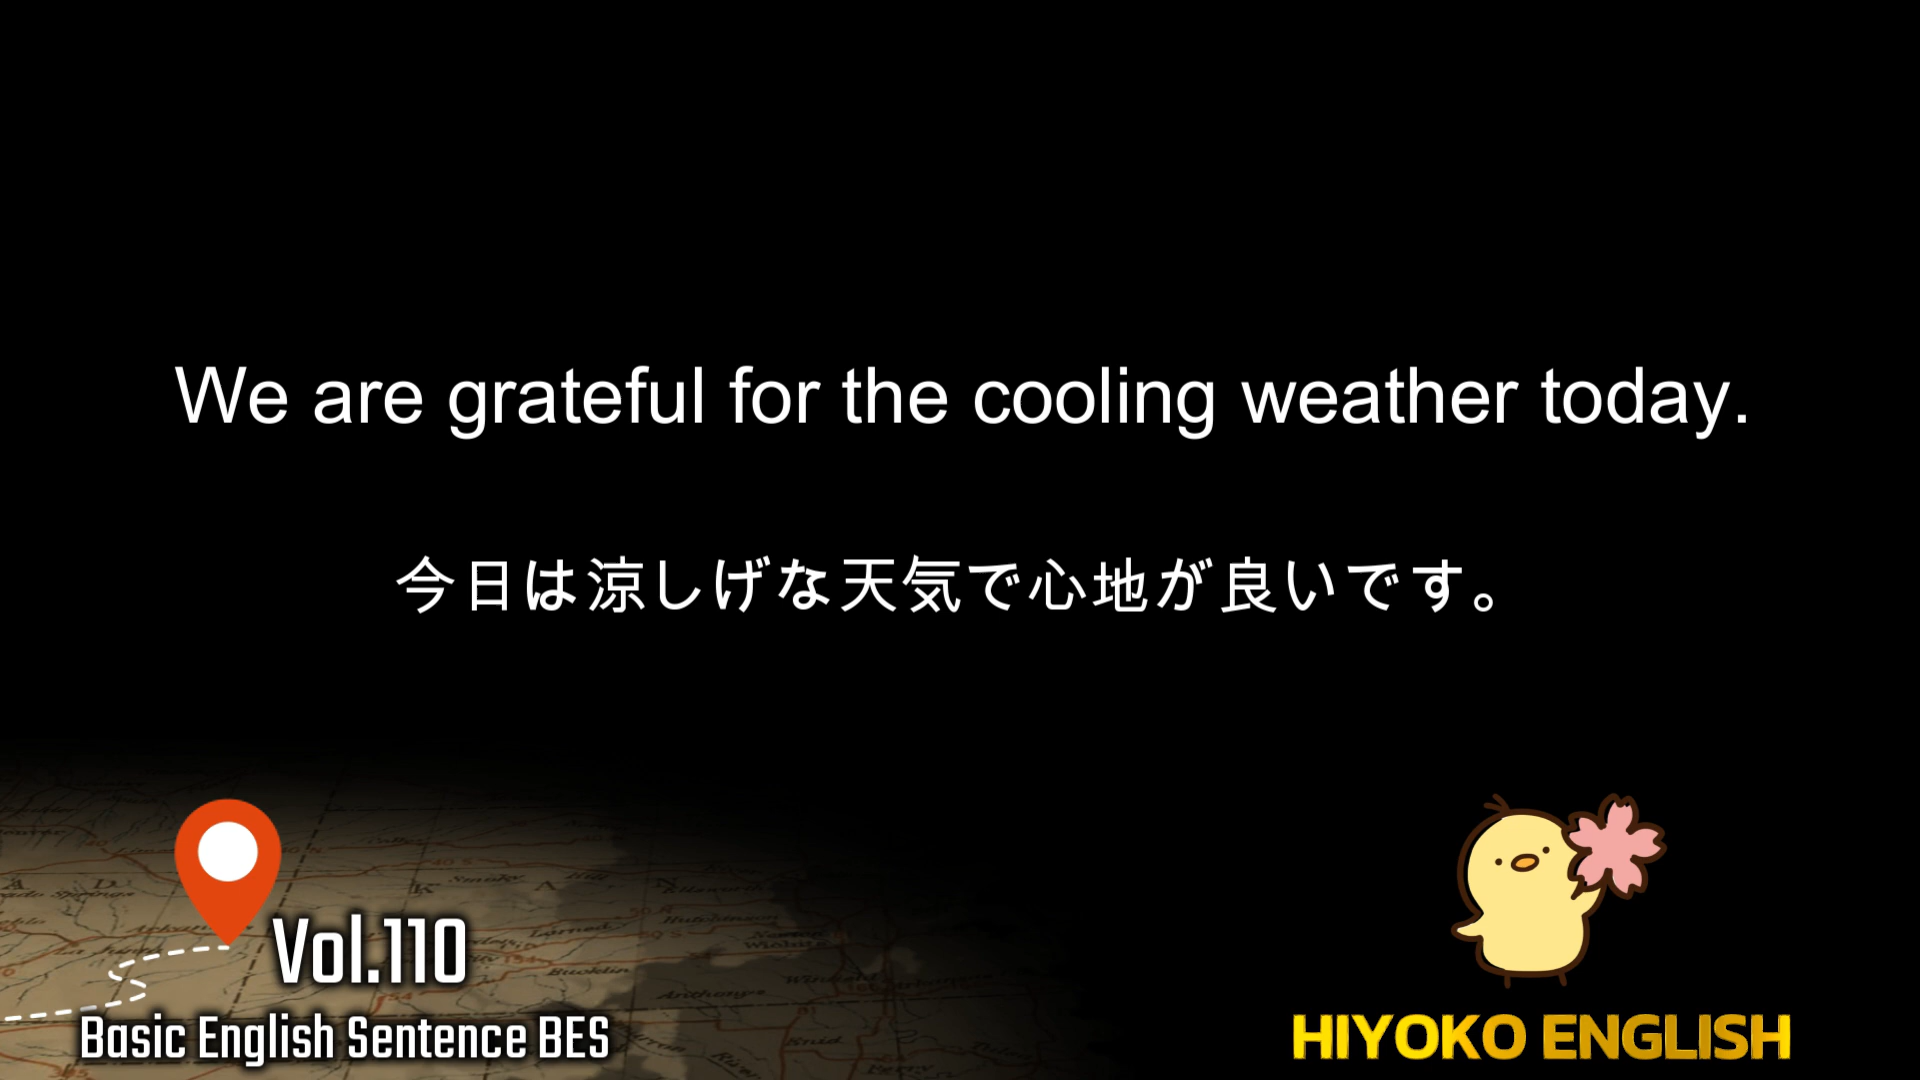 We are grateful for the cooling weather today.
今日は涼しげな天気で心地が良いです。
Vol.110
Basic English Sentence BES
HIYOKO ENGLISH